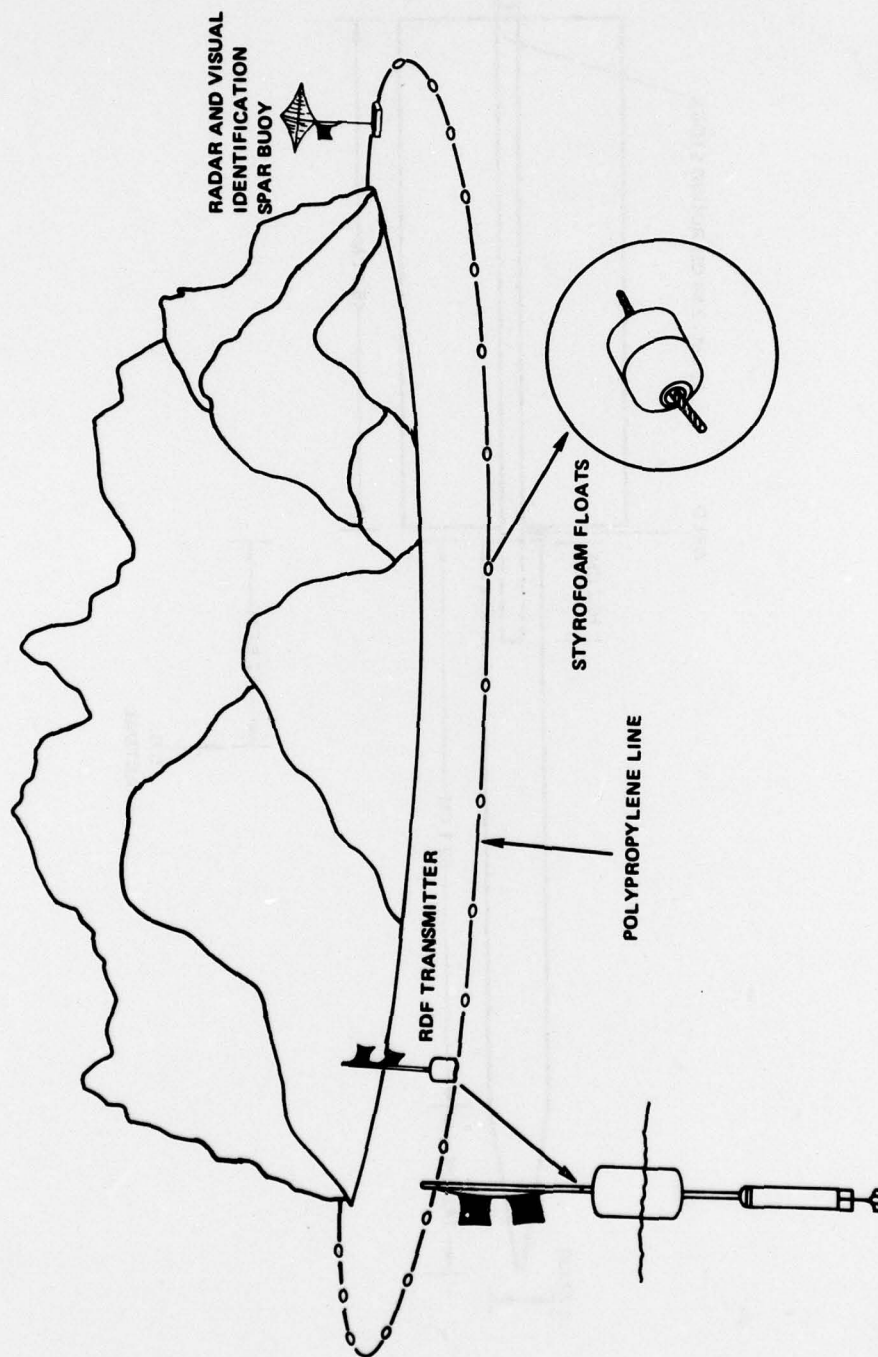 RADAR AND VISUAL
IDENTIFICATION
SPAR BUOY
RDF TRANSMITTER
STYROFOAM FLOATS
POLYPROPYLENE LINE